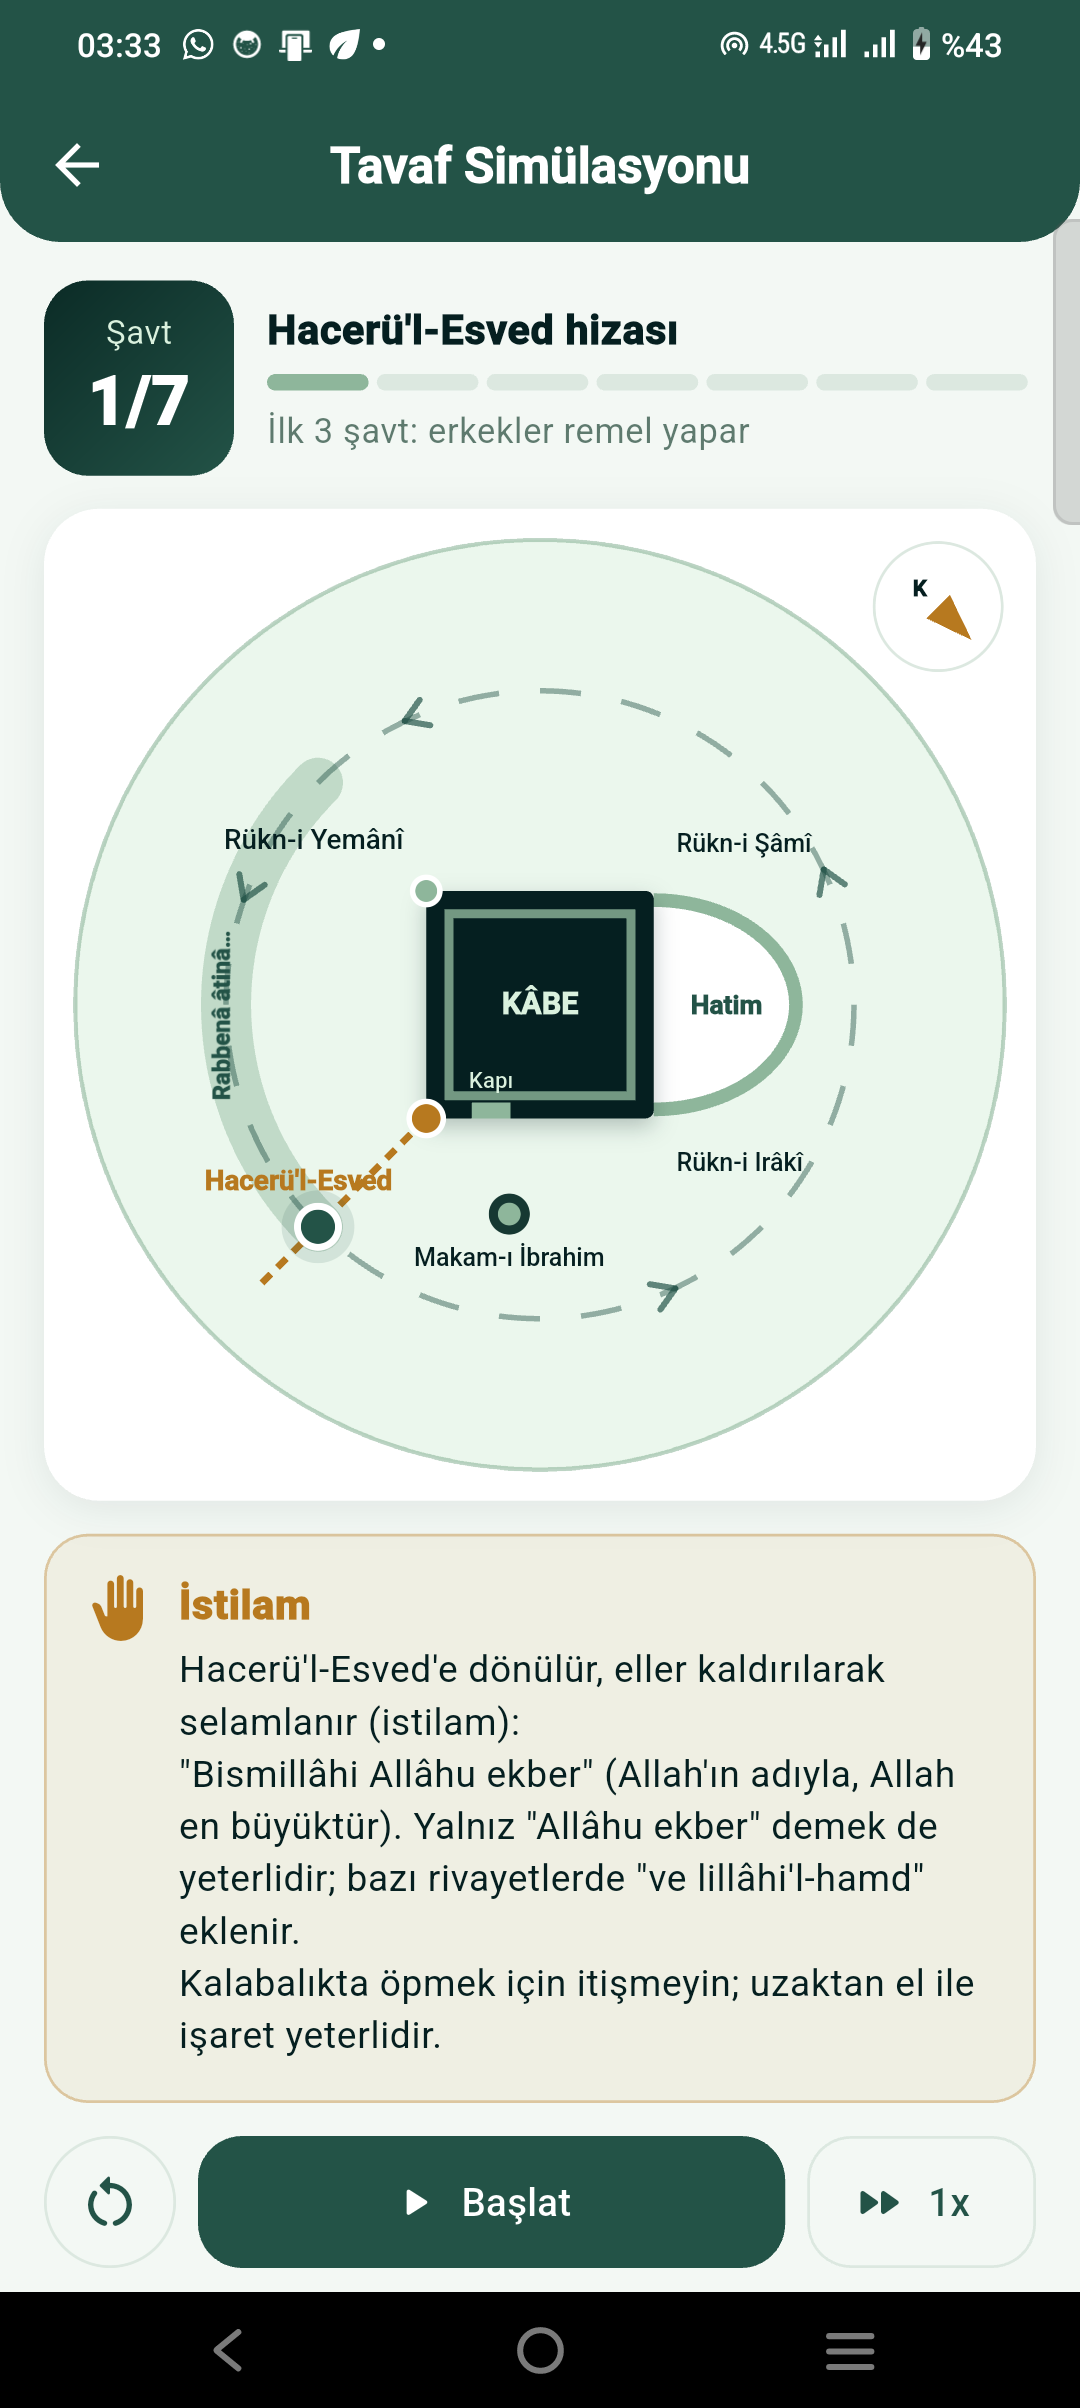 03:33
4.5G
%43
Tavaf Simülasyonu
Şavt
1/7
Hacerü'l-Esved hizası
İlk 3 şavt: erkekler remel yapar
K
Rükn-i Yemânî
Rükn-i Şâmî
Rabbenâ âtinâ...
KÂBE
Hatim
Kapı
Hacerü'l-Esved
Rükn-i Irâkî
Makam-ı İbrahim
İstilam
Hacerü'l-Esved'e dönülür, eller kaldırılarak
selamlanır (istilam):
"Bismillâhi Allâhu ekber" (Allah'ın adıyla, Allah
en büyüktür). Yalnız "Allâhu ekber" demek de
yeterlidir; bazı rivayetlerde "ve lillâhi'l-hamd"
eklenir.
Kalabalıkta öpmek için itişmeyin; uzaktan el ile
işaret yeterlidir.
Başlat
1x